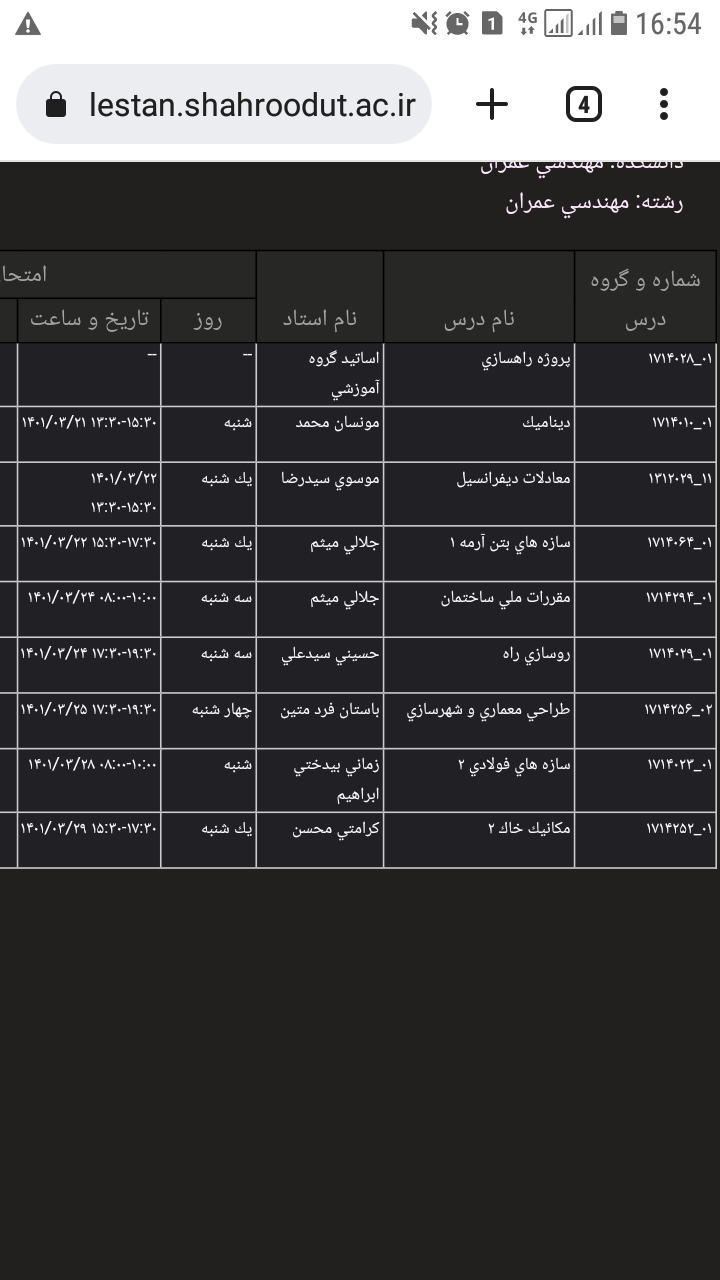 16:54
4G
1
lestan.shahroodut.ac.ir
4
دانشكده: مهندسي عمران
رشته: مهندسي عمران
شماره و گروه درس | نام درس | نام استاد | امتحا
روز | تاريخ و ساعت
۱۷۱۴۰۲۸_۰۱ | پروژه راهسازي | اساتيد گروه آموزشي | -- | --
۱۷۱۴۰۱۰_۰۱ | ديناميك | مونسان محمد | شنبه | ۱۴۰۱/۰۳/۲۱ ۱۳:۳۰-۱۵:۳۰
۱۳۱۲۰۲۹_۱۱ | معادلات ديفرانسيل | موسوي سيدرضا | يك شنبه | ۱۴۰۱/۰۳/۲۲ ۱۳:۳۰-۱۵:۳۰
۱۷۱۴۰۶۴_۰۱ | سازه هاي بتن آرمه ۱ | جلالي ميثم | يك شنبه | ۱۴۰۱/۰۳/۲۲ ۱۵:۳۰-۱۷:۳۰
۱۷۱۴۲۹۴_۰۱ | مقررات ملي ساختمان | جلالي ميثم | سه شنبه | ۱۴۰۱/۰۳/۲۴ ۰۸:۰۰-۱۰:۰۰
۱۷۱۴۰۲۹_۰۱ | روسازي راه | حسيني سيدعلي | سه شنبه | ۱۴۰۱/۰۳/۲۴ ۱۷:۳۰-۱۹:۳۰
۱۷۱۴۲۵۶_۰۲ | طراحي معماري و شهرسازي | باستان فرد متين | چهار شنبه | ۱۴۰۱/۰۳/۲۵ ۱۷:۳۰-۱۹:۳۰
۱۷۱۴۰۲۳_۰۱ | سازه هاي فولادي ۲ | زماني بيدختي ابراهيم | شنبه | ۱۴۰۱/۰۳/۲۸ ۰۸:۰۰-۱۰:۰۰
۱۷۱۴۲۵۲_۰۱ | مكانيك خاك ۲ | كرامتي محسن | يك شنبه | ۱۴۰۱/۰۳/۲۹ ۱۵:۳۰-۱۷:۳۰